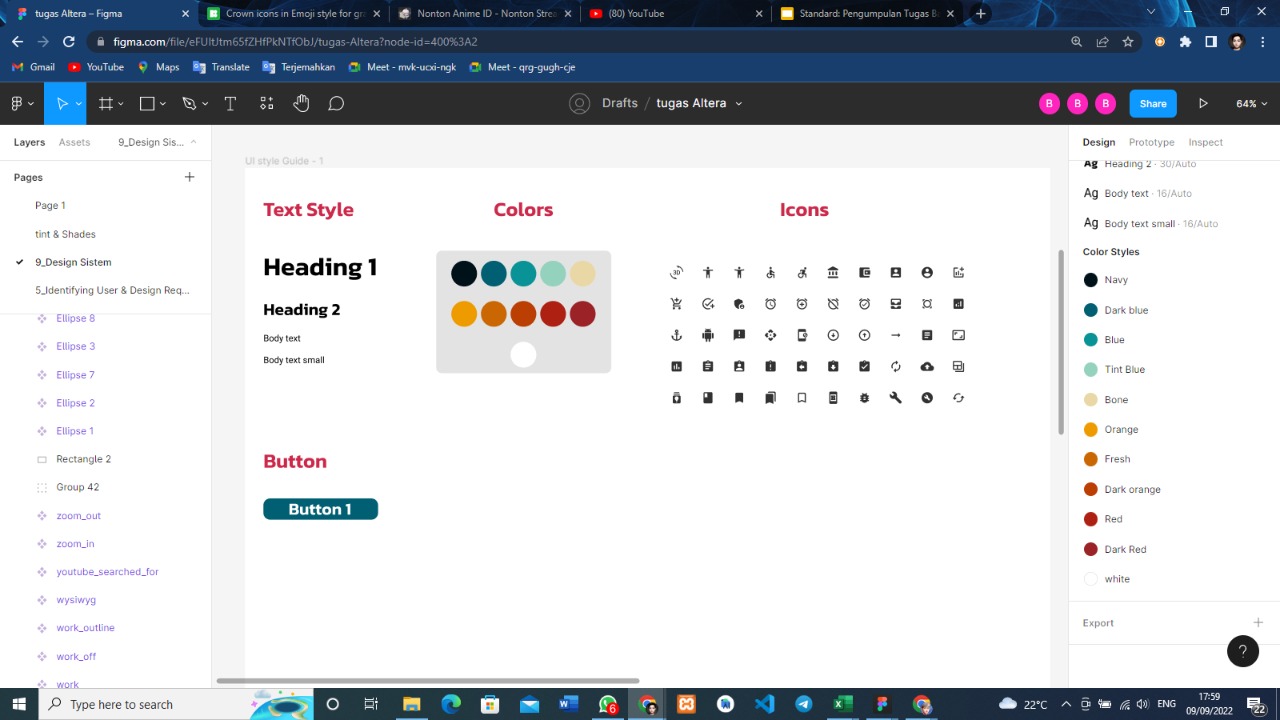 tugas Altera – Figma
Crown icons in Emoji style for gra
Nonton Anime ID - Nonton Strea
(80) YouTube
Standard: Pengumpulan Tugas B
figma.com/file/eFUItUtm65fZHfPkNTfObJ/tugas-Altera?node-id=400%3A2
Gmail
YouTube
Maps
Translate
Terjemahkan
Meet - mvk-ucxi-ngk
Meet - qrg-gugh-cje
Drafts / tugas Altera
B
B
B
Share
64%
Layers
Assets
9_Design Sis...
Pages
Page 1
tint & Shades
9_Design Sistem
5_Identifying User & Design Req...
Ellipse 8
Ellipse 3
Ellipse 7
Ellipse 2
Ellipse 1
Rectangle 2
Group 42
zoom_out
zoom_in
youtube_searched_for
wysiwyg
work_outline
work_off
work
UI style Guide - 1
Text Style
Colors
Icons
Heading 1
Heading 2
Body text
Body text small
3D
Button
Button 1
Design
Prototype
Inspect
Ag Heading 2 · 30/Auto
Ag Body text · 16/Auto
Ag Body text small · 16/Auto
Color Styles
Navy
Dark blue
Blue
Tint Blue
Bone
Orange
Fresh
Dark orange
Red
Dark Red
white
Export
?
Type here to search
6
22°C
ENG
17:59
09/09/2022
22